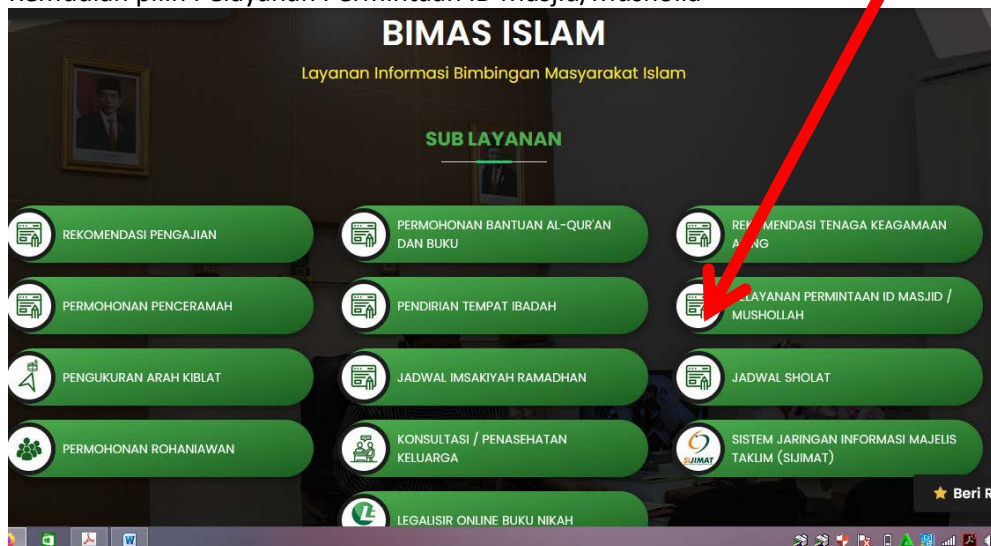 BIMAS ISLAM
Layanan Informasi Bimbingan Masyarakat Islam
SUB LAYANAN
REKOMENDASI PENGAJIAN
PERMOHONAN BANTUAN AL-QUR'AN
DAN BUKU
TENAGA KEAGAMAAN
PERMOHONAN PENCERAMAH
PENDIRIAN TEMPAT IBADAH
PERMINTAAN ID MASJID /
MUSHOLLAH
PENGUKURAN ARAH KIBLAT
JADWAL IMSAKIYAH RAMADHAN
JADWAL SHOLAT
PERMOHONAN ROHANIAWAN
KONSULTASI / PENASEHATAN
KELUARGA
SIJIMAT
SISTEM JARINGAN INFORMASI MAJELIS
TAKLIM (SIJIMAT)
Beri
LEGALISIR ONLINE BUKU NIKAH